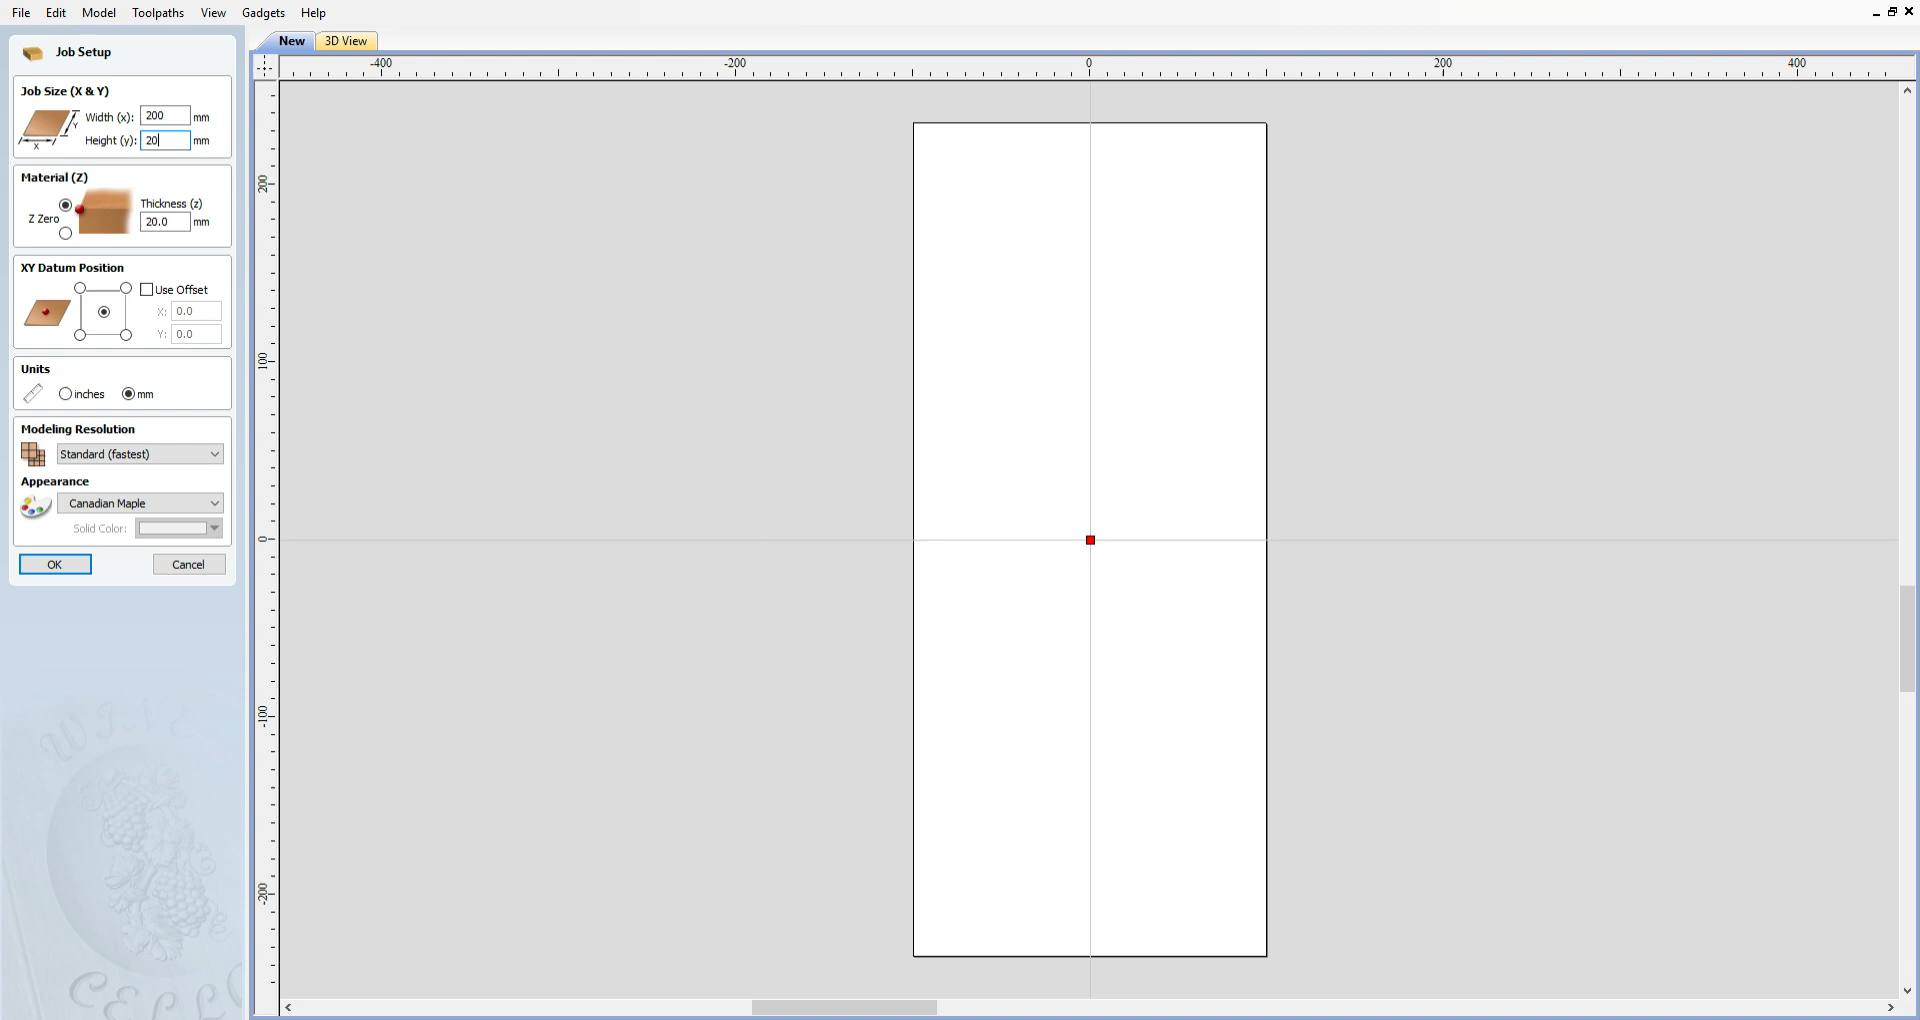 File Edit Model Toolpaths View Gadgets Help
New 3D View
Job Setup
Job Size (X & Y)
Width (x): 200 mm
Height (y): 20 mm
Y
X
Material (Z)
Thickness (z)
Z Zero
20.0 mm
XY Datum Position
Use Offset
X: 0.0
Y: 0.0
Units
inches mm
Modeling Resolution
Standard (fastest)
Appearance
Canadian Maple
Solid Color:
OK Cancel
-400 -200 0 200 400
200
100
0
-100
-200
WINE
CELL